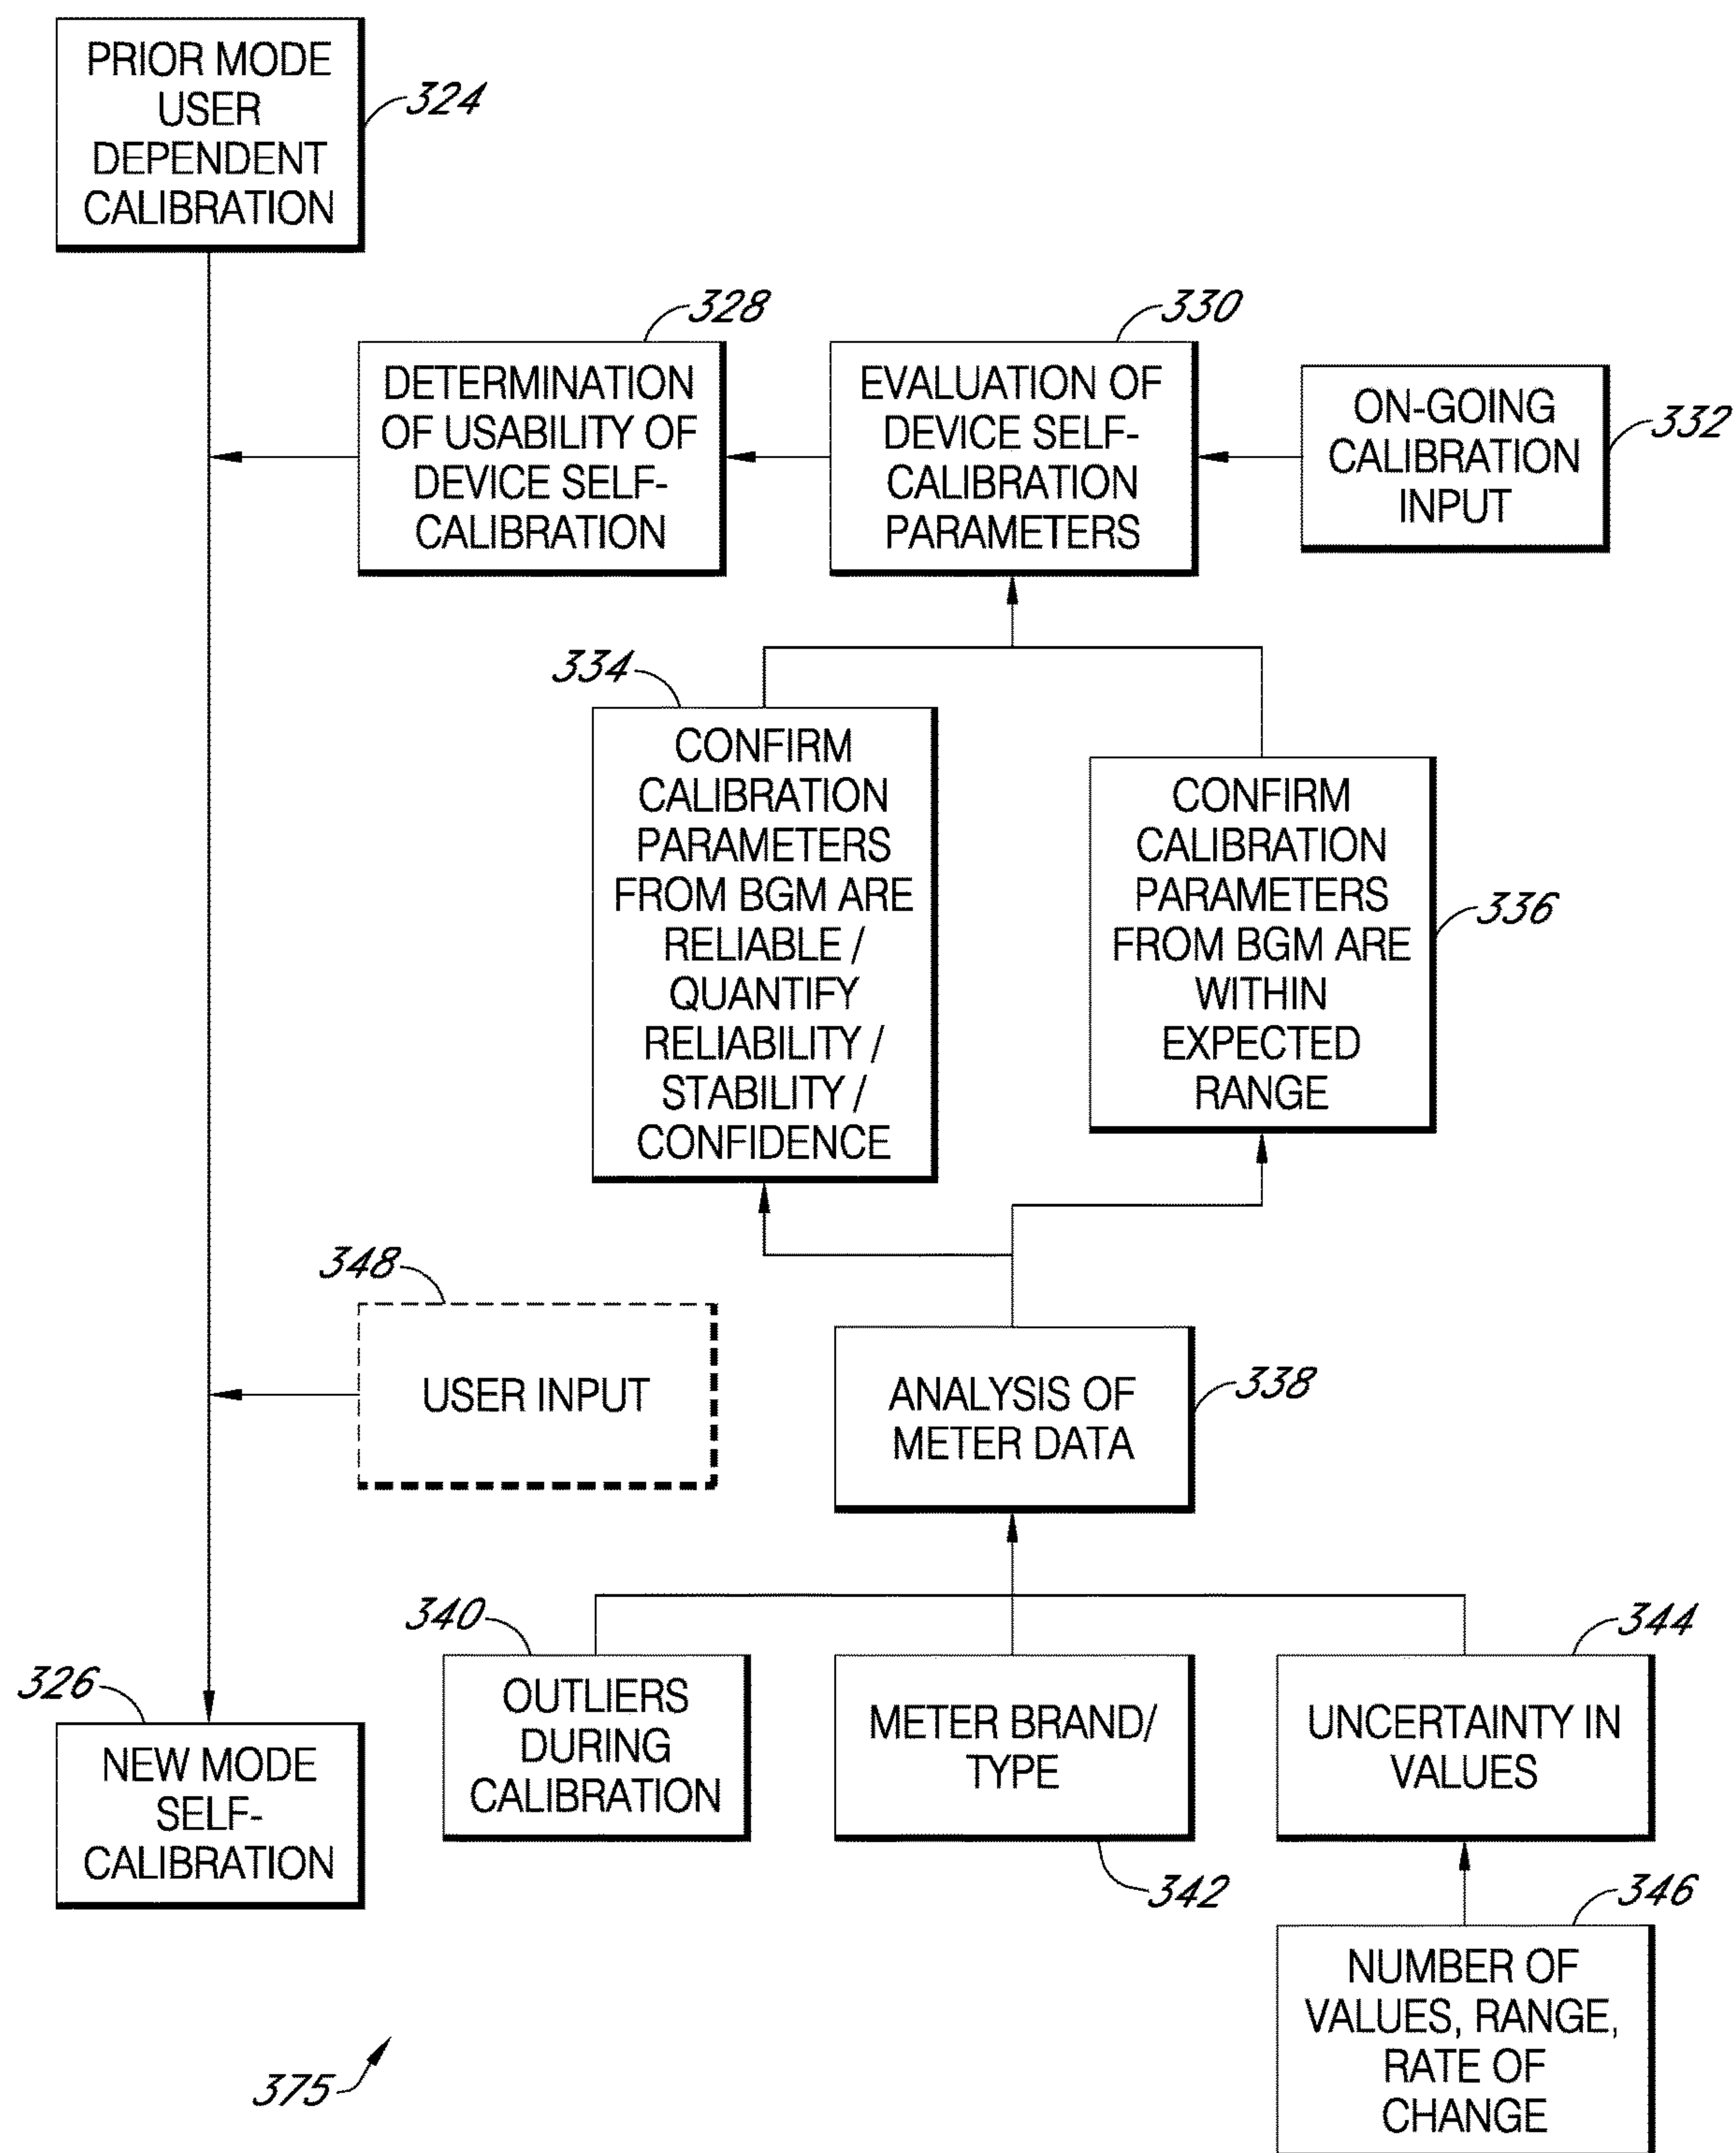 PRIOR MODE
USER
DEPENDENT
CALIBRATION
324
328
DETERMINATION
OF USABILITY OF
DEVICE SELF-
CALIBRATION
330
EVALUATION OF
DEVICE SELF-
CALIBRATION
PARAMETERS
ON-GOING
CALIBRATION
INPUT
332
334
CONFIRM
CALIBRATION
PARAMETERS
FROM BGM ARE
RELIABLE /
QUANTIFY
RELIABILITY /
STABILITY /
CONFIDENCE
CONFIRM
CALIBRATION
PARAMETERS
FROM BGM ARE
WITHIN
EXPECTED
RANGE
336
348
USER INPUT
ANALYSIS OF
METER DATA
338
326
NEW MODE
SELF-
CALIBRATION
340
OUTLIERS
DURING
CALIBRATION
METER BRAND/
TYPE
342
344
UNCERTAINTY IN
VALUES
346
NUMBER OF
VALUES, RANGE,
RATE OF
CHANGE
375